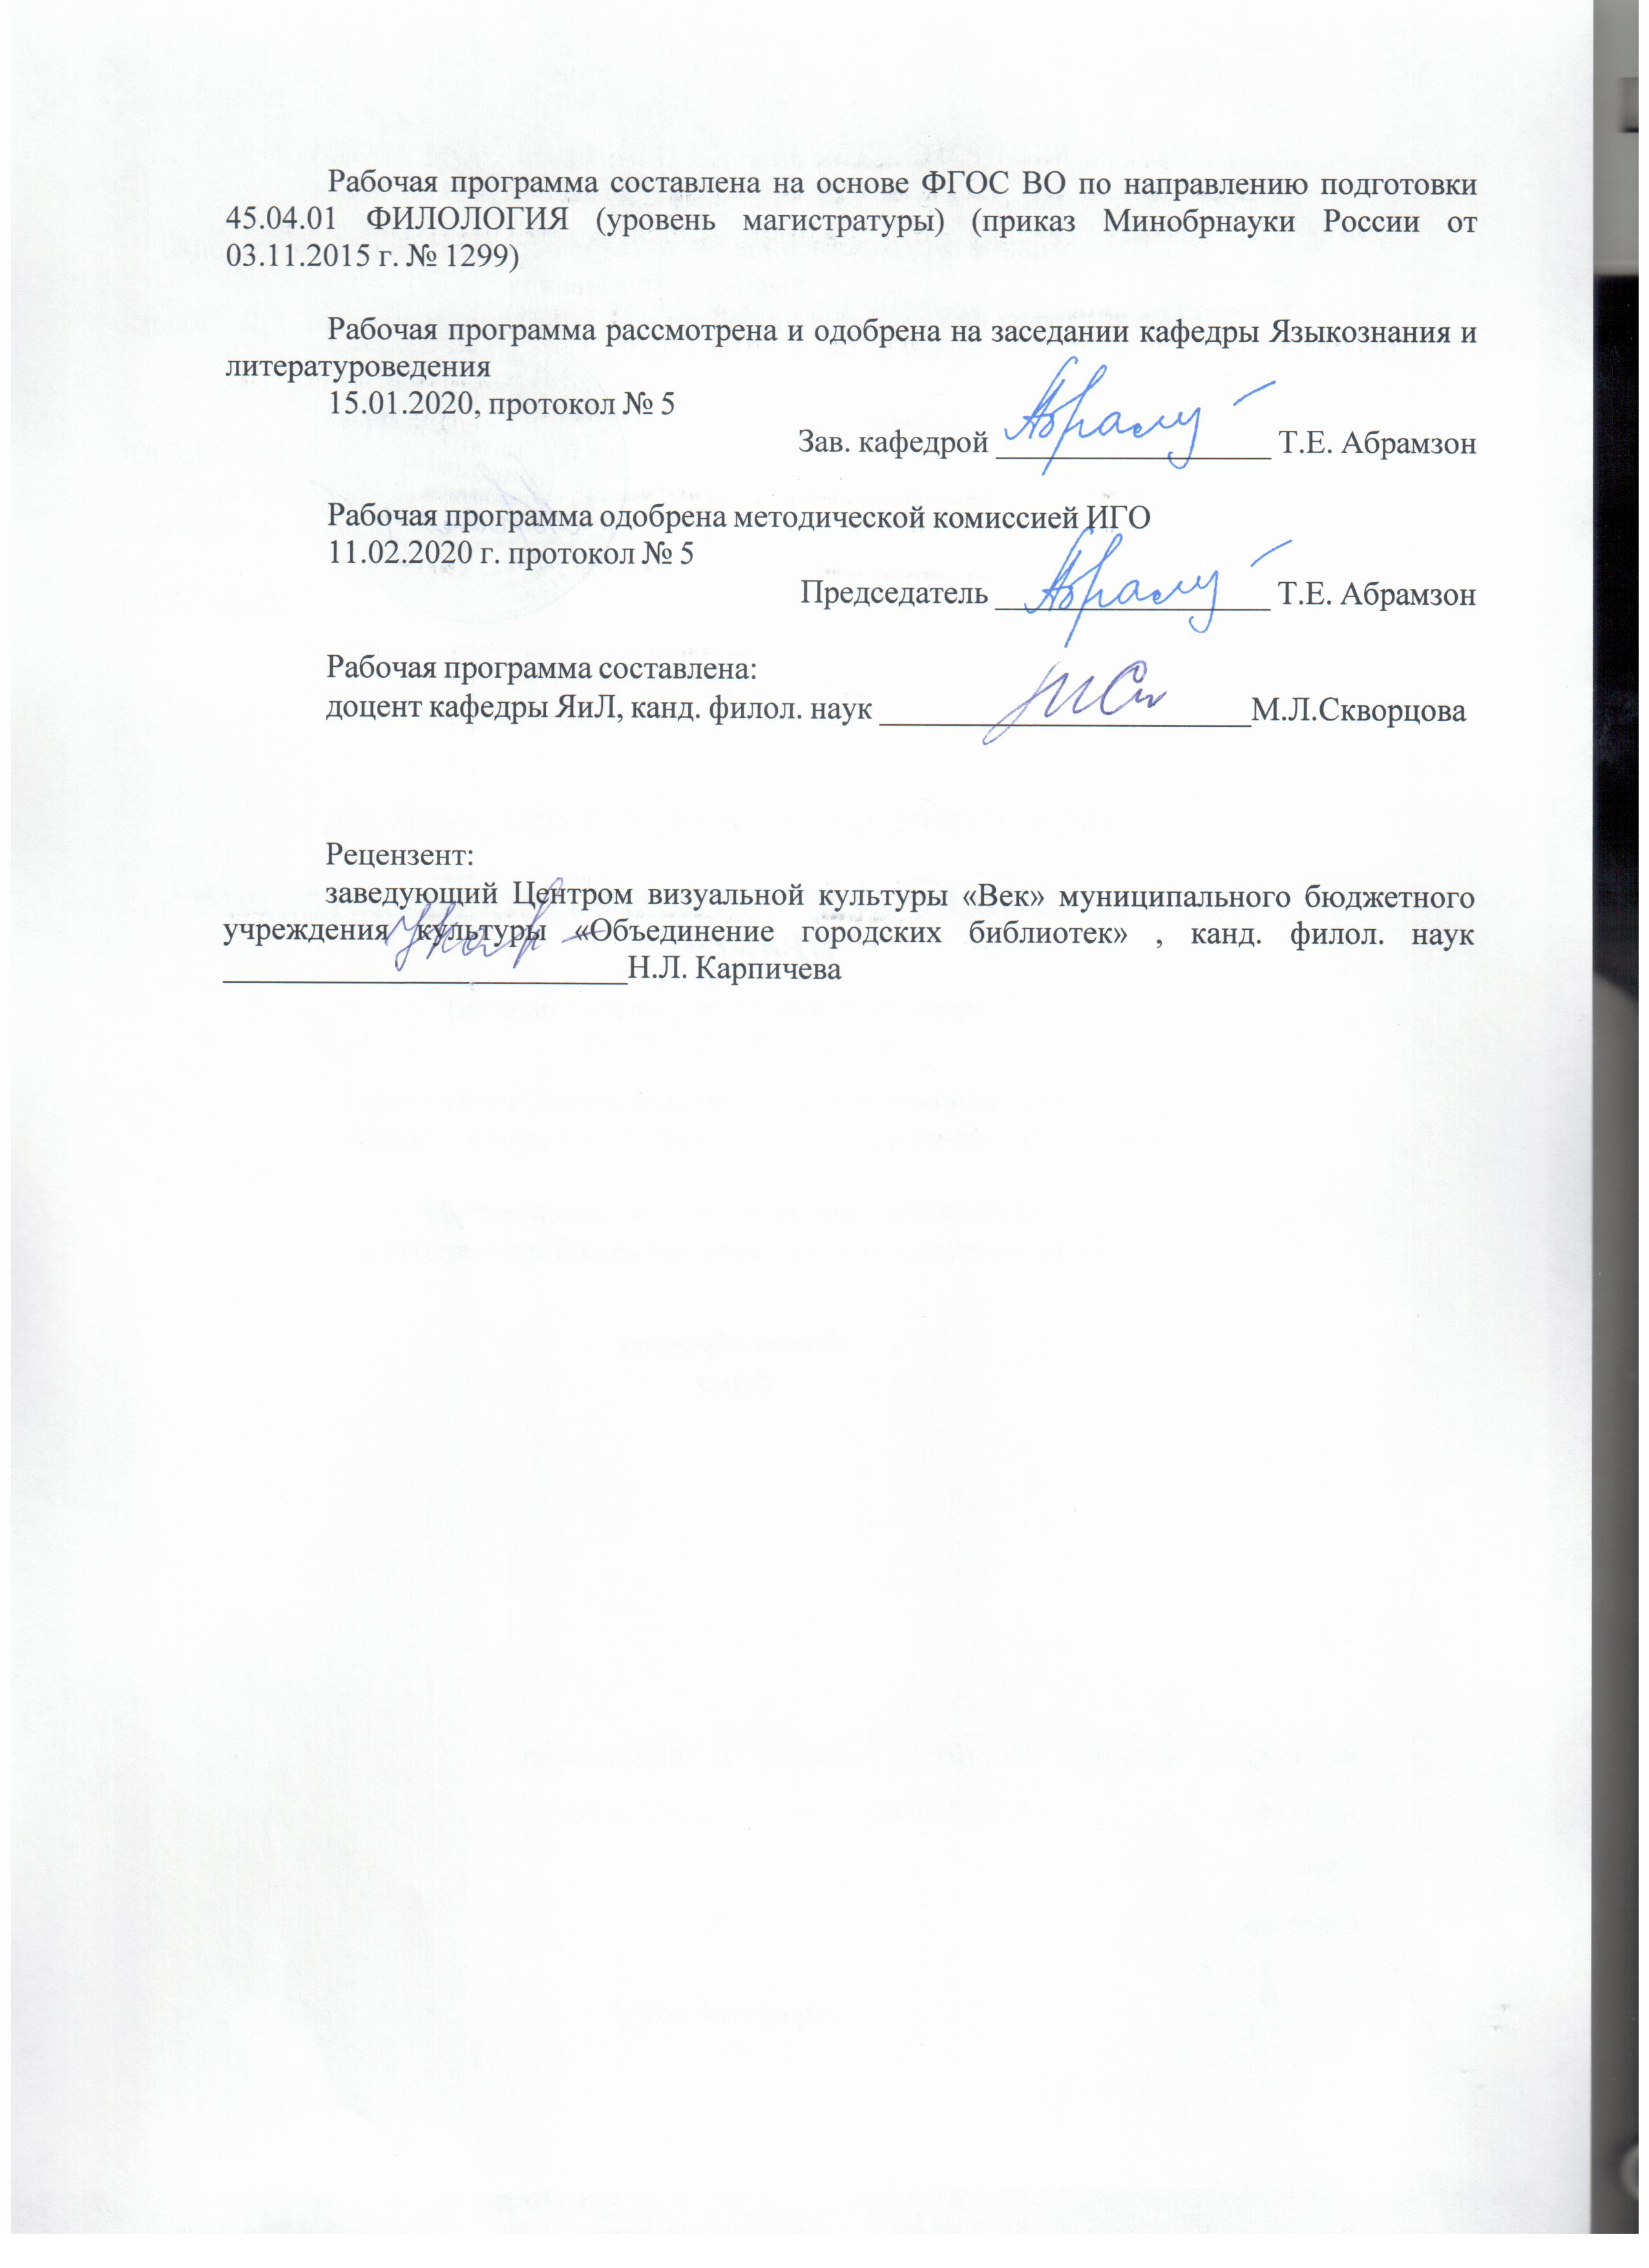 Рабочая программа составлена на основе ФГОС ВО по направлению подготовки
45.04.01 ФИЛОЛОГИЯ (уровень магистратуры) (приказ Минобрнауки России от
03.11.2015 г. № 1299)
Рабочая программа рассмотрена и одобрена на заседании кафедры Языкознания и
литературоведения
15.01.2020, протокол № 5
Зав. кафедрой ________________ Т.Е. Абрамзон
Рабочая программа одобрена методической комиссией ИГО
11.02.2020 г. протокол № 5
Председатель ________________ Т.Е. Абрамзон
Рабочая программа составлена:
доцент кафедры ЯиЛ, канд. филол. наук ______________________М.Л.Скворцова
Рецензент:
заведующий Центром визуальной культуры «Век» муниципального бюджетного
учреждения культуры «Объединение городских библиотек» , канд. филол. наук
________________________Н.Л. Карпичева